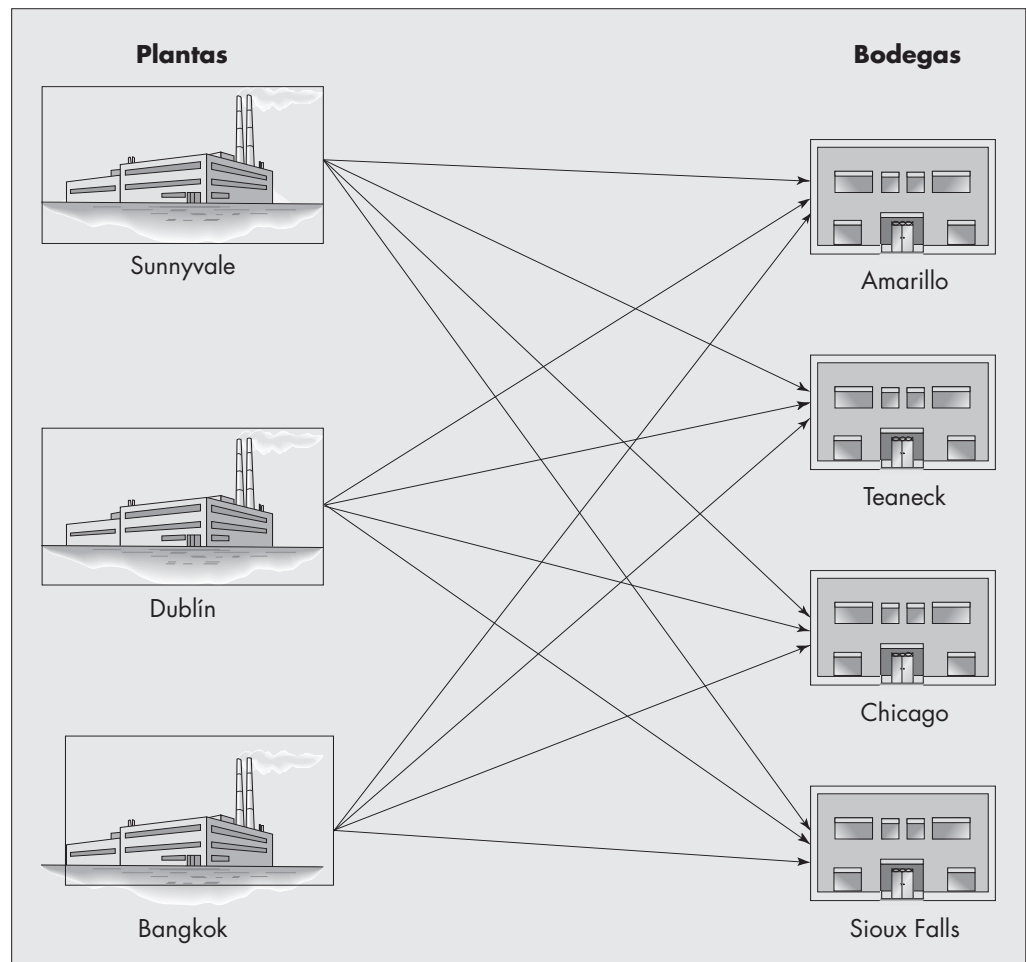 Plantas
Bodegas
Sunnyvale
Amarillo
Teaneck
Dublín
Chicago
Bangkok
Sioux Falls